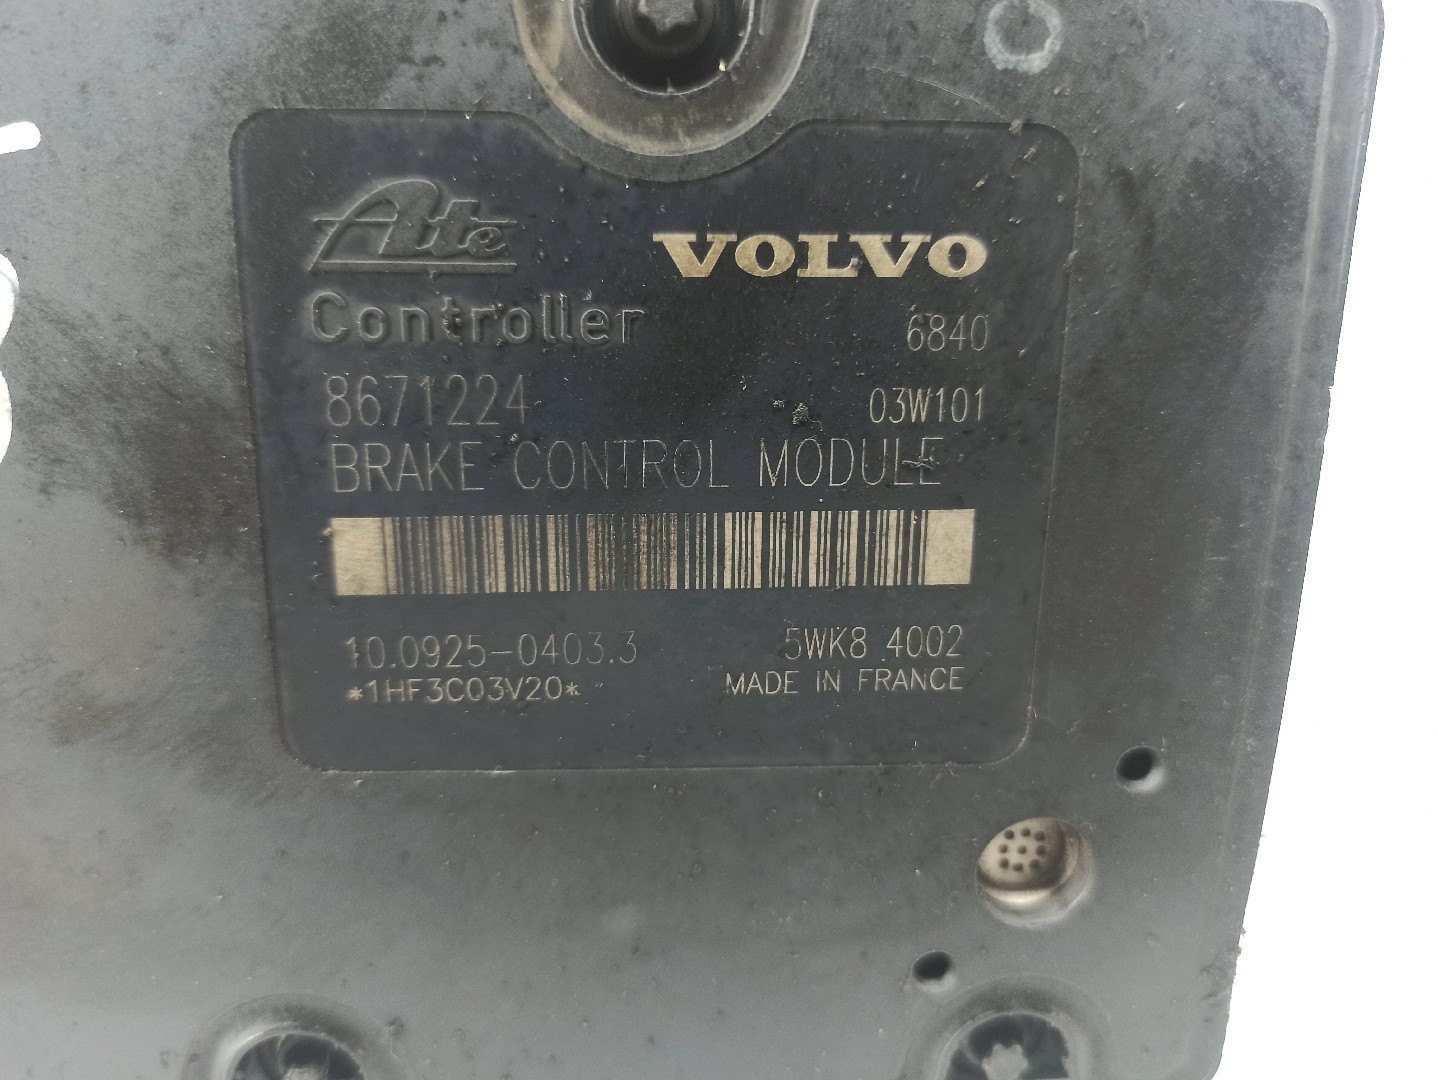 Ate VOLVO
Controller 6840
8671224 03W101
BRAKE CONTROL MODULE
10.0925-0403.3 5WK8 4002
*1HF3C03V20* MADE IN FRANCE